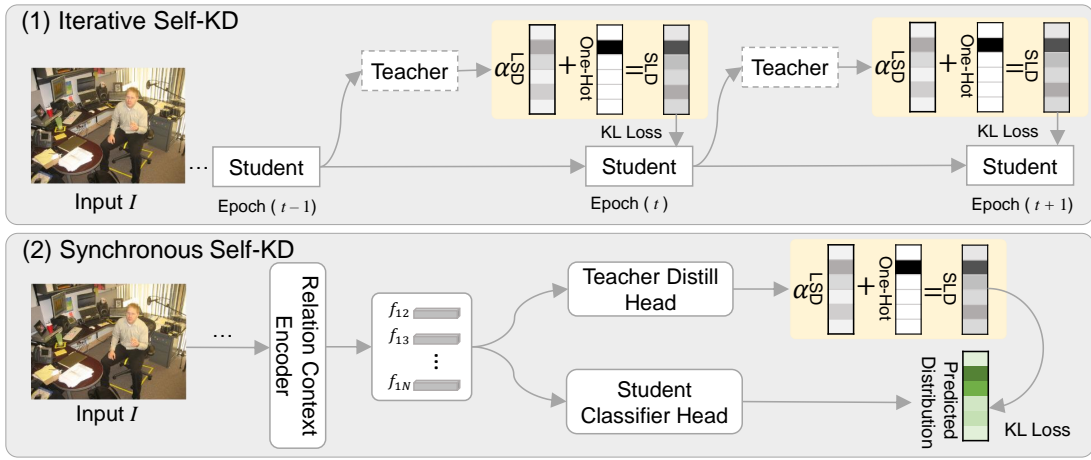 (1) Iterative Self-KD
Input I
...
Student
Epoch ( t – 1)
Teacher
α LSD + One-Hot = SLD
KL Loss
Student
Epoch ( t )
Teacher
α LSD + One-Hot = SLD
KL Loss
Student
Epoch ( t + 1)
(2) Synchronous Self-KD
Input I
...
Relation Context
Encoder
f12
f13
⋮
f1N
Teacher Distill
Head
α LSD + One-Hot = SLD
Student
Classifier Head
Predicted
Distribution
KL Loss